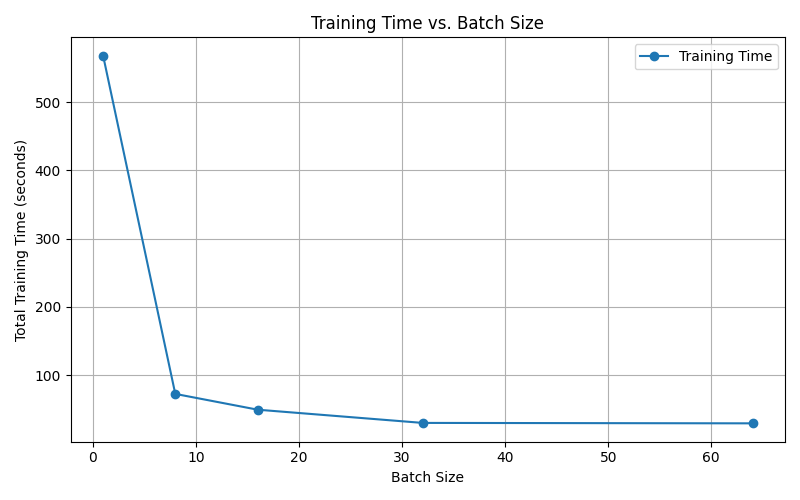 Training Time vs. Batch Size
Training Time
Total Training Time (seconds)
500
400
300
200
100
0 10 20 30 40 50 60
Batch Size